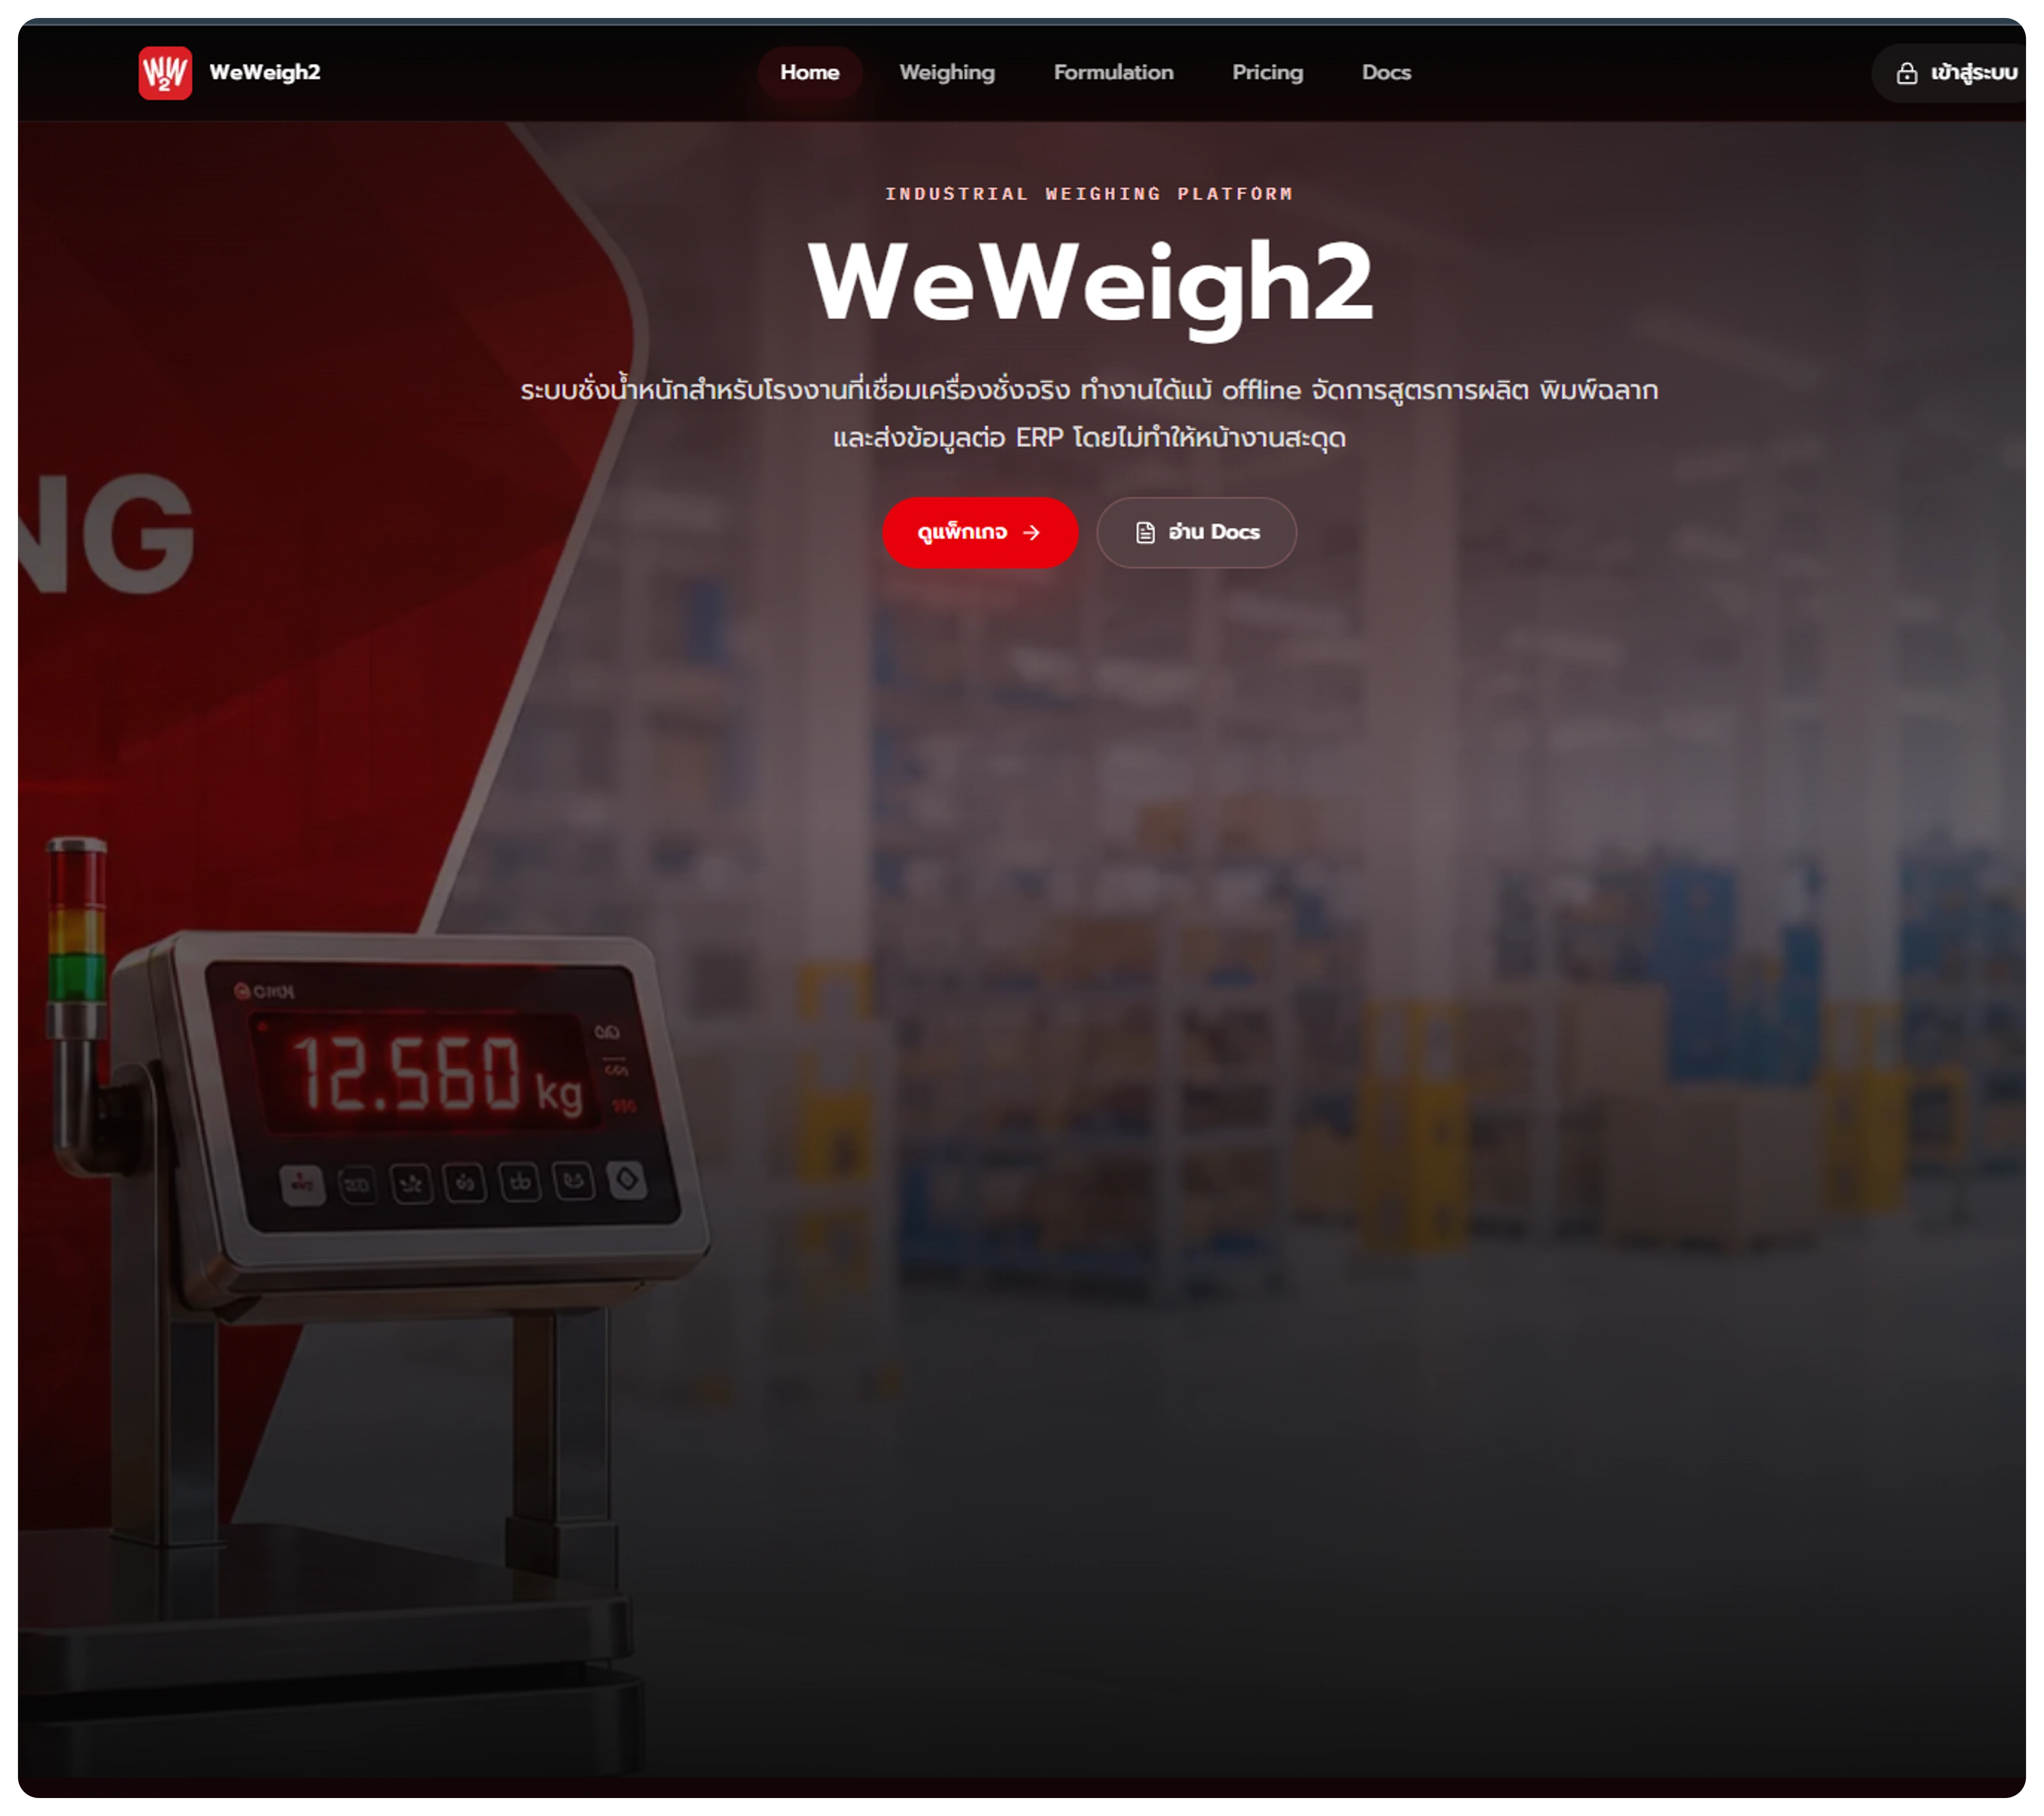 WW2
WeWeigh2
Home
Weighing
Formulation
Pricing
Docs
เข้าสู่ระบบ
INDUSTRIAL WEIGHING PLATFORM
WeWeigh2
ระบบชั่งน้ำหนักสำหรับโรงงานที่เชื่อมเครื่องชั่งจริง ทำงานได้แม้ offline จัดการสูตรการผลิต พิมพ์ฉลาก
และส่งข้อมูลต่อ ERP โดยไม่ทำให้หน้างานสะดุด
ดูแพ็กเกจ
อ่าน Docs
NG
12.560 kg